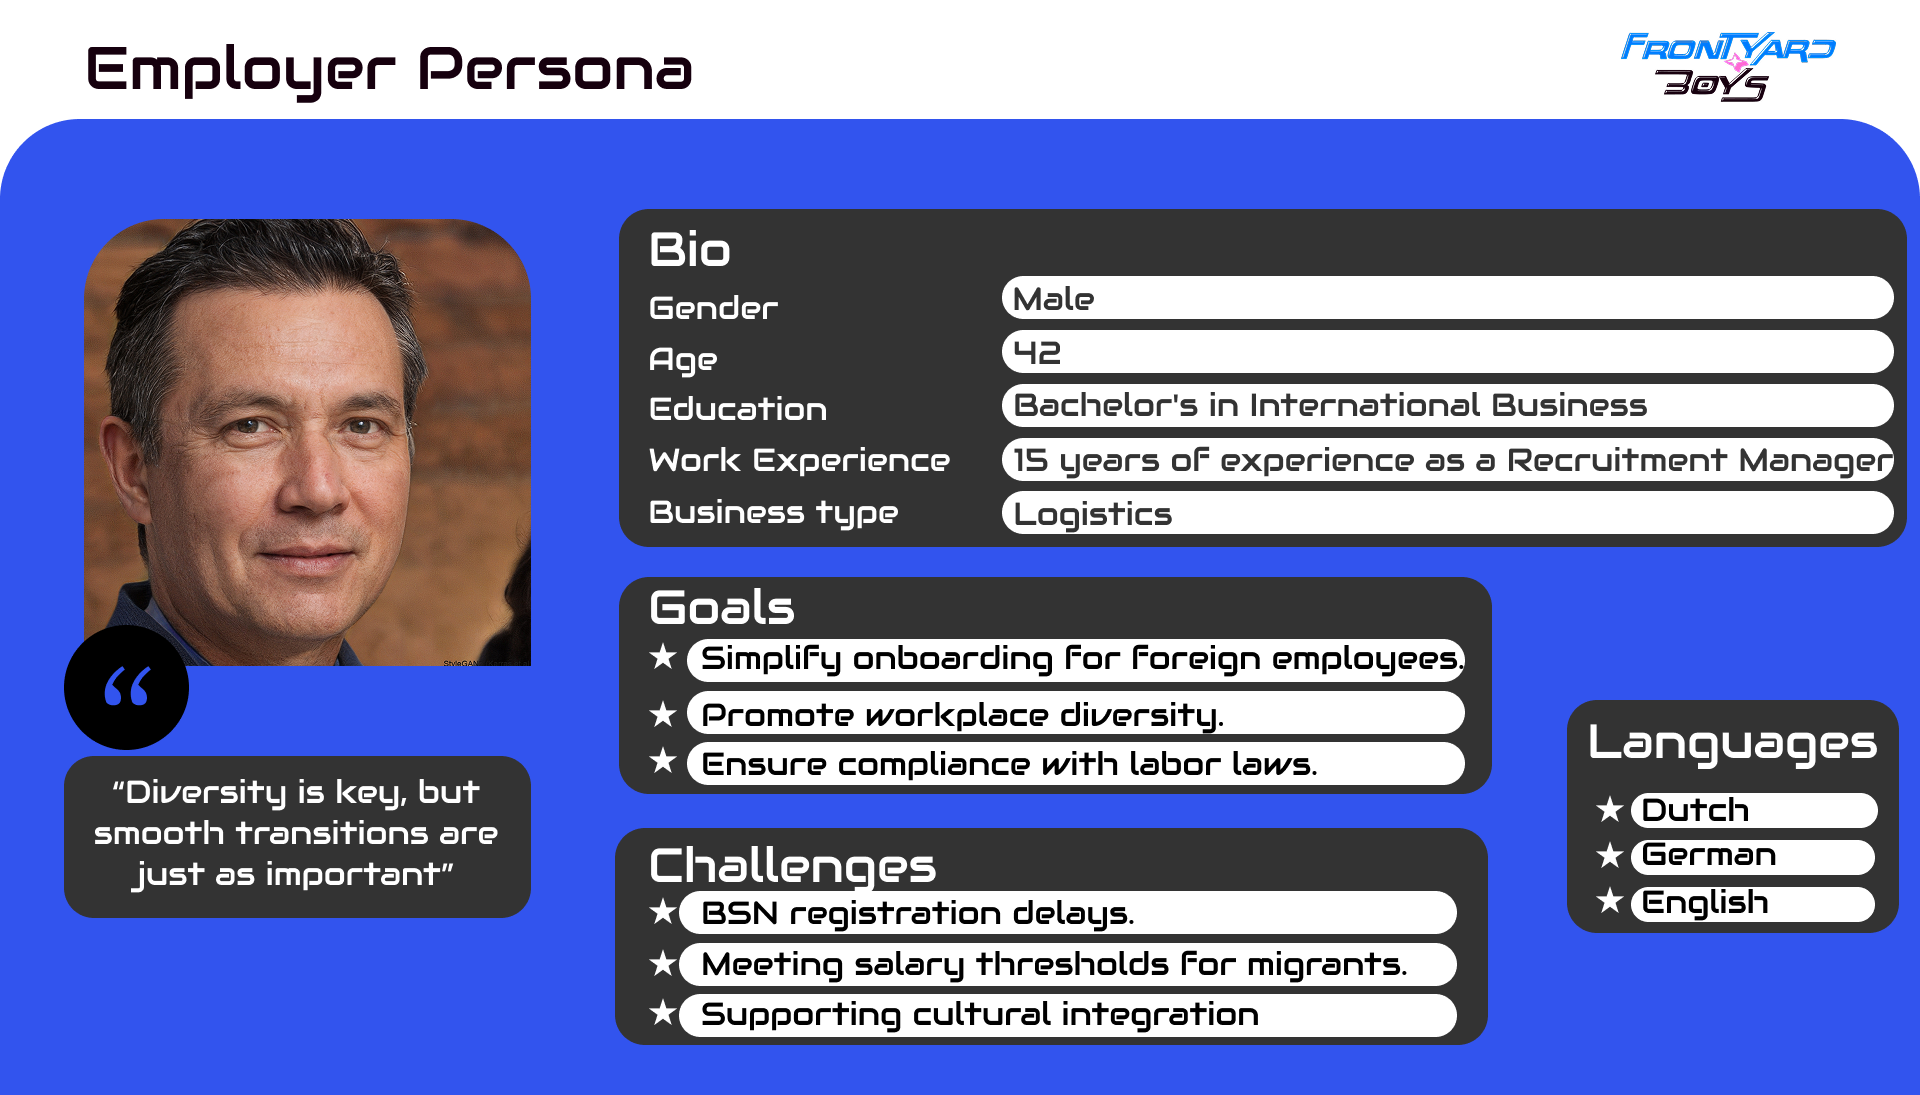 Employer Persona
FRONTYARD
BOYS
Bio
Gender
Male
Age
42
Education
Bachelor's in International Business
Work Experience
15 years of experience as a Recruitment Manager
Business type
Logistics
StyleGAN
“
“Diversity is key, but
smooth transitions are
just as important”
Goals
★ Simplify onboarding for foreign employees.
★ Promote workplace diversity.
★ Ensure compliance with labor laws.
Challenges
★ BSN registration delays.
★ Meeting salary thresholds for migrants.
★ Supporting cultural integration
Languages
★ Dutch
★ German
★ English